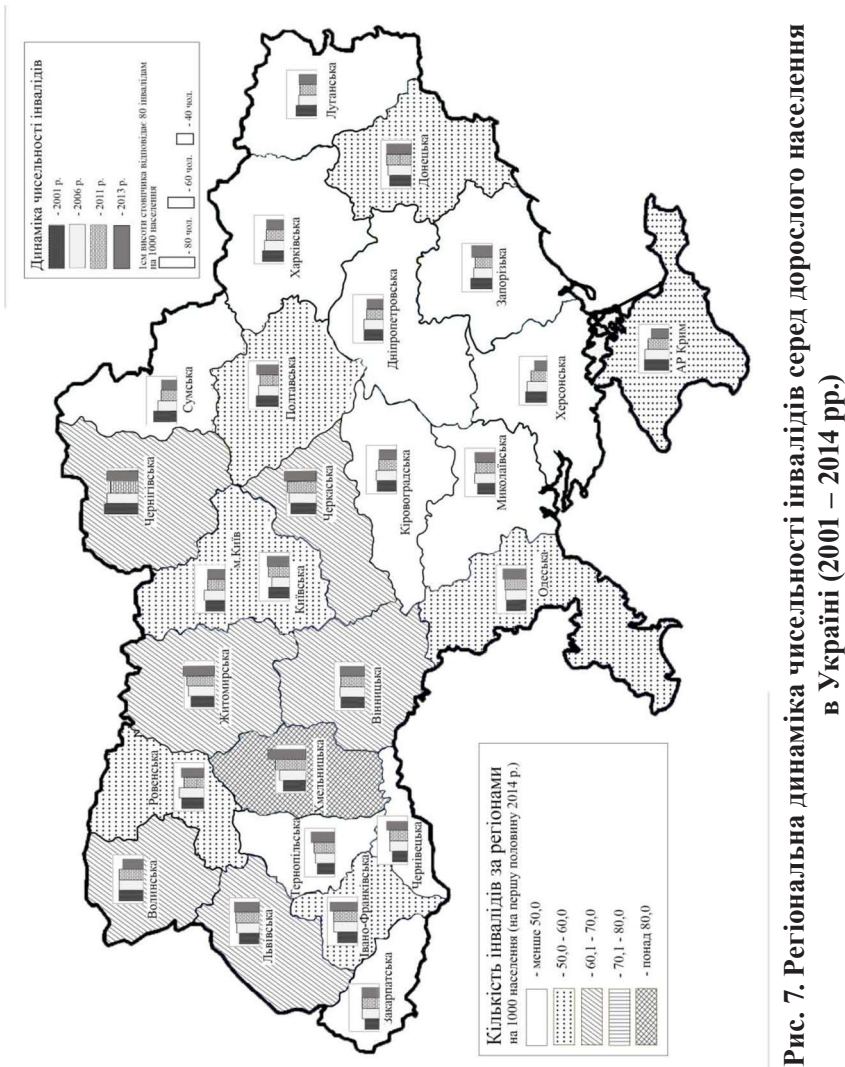 Динаміка чисельності інвалідів
- 2001 р.
- 2006 р.
- 2011 р.
- 2013 р.
1см висоти стовпчика відповідає 80 інвалідам
на 1000 населення
- 80 чол.
- 60 чол.
- 40 чол.
Волинська
Ровенська
Житомирська
Чернігівська
Сумська
Львівська
Тернопільська
Хмельницька
Вінницька
м.Київ
Київська
Черкаська
Полтавська
Харківська
Луганська
Закарпатська
Івано-Франківська
Чернівецька
Кіровоградська
Дніпропетровська
Донецька
Одеська
Миколаївська
Херсонська
Запорізька
АР Крим
Кількість інвалідів за регіонами
на 1000 населення (на першу половину 2014 р.)
- менше 50,0
- 50,0 - 60,0
- 60,1 - 70,0
- 70,1 - 80,0
- понад 80,0
Рис. 7. Регіональна динаміка чисельності інвалідів серед дорослого населення
в Україні (2001 – 2014 рр.)